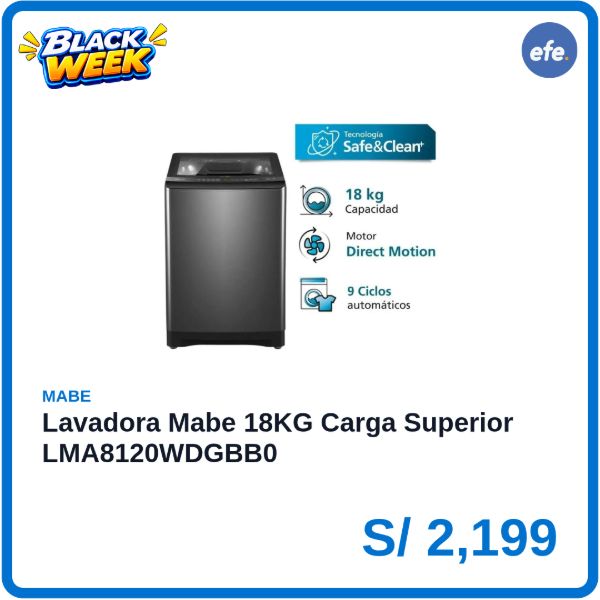 BLACK
WEEK
efe.
Tecnología
Safe&Clean+
18 kg
Capacidad
Motor
Direct Motion
9 Ciclos
automáticos
MABE
Lavadora Mabe 18KG Carga Superior
LMA8120WDGBB0
S/ 2,199